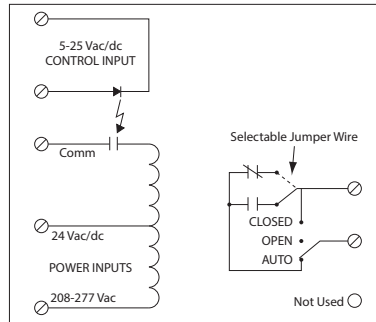 5-25 Vac/dc
CONTROL INPUT
Comm
24 Vac/dc
POWER INPUTS
208-277 Vac
Selectable Jumper Wire
CLOSED
OPEN
AUTO
Not Used